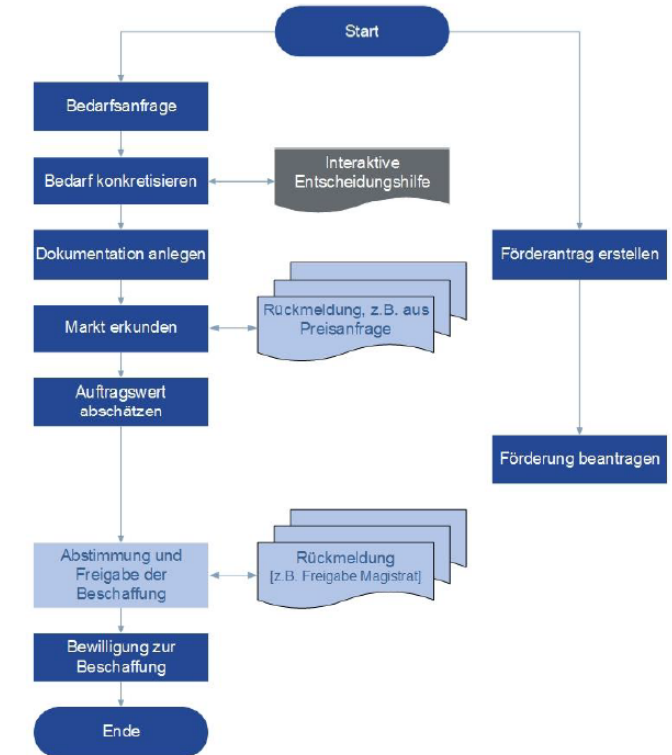 Start
Bedarfsanfrage
Bedarf konkretisieren
Interaktive
Entscheidungshilfe
Dokumentation anlegen
Förderantrag erstellen
Markt erkunden
Rückmeldung, z.B. aus
Preisanfrage
Auftragswert
abschätzen
Förderung beantragen
Abstimmung und
Freigabe der
Beschaffung
Rückmeldung
[z.B. Freigabe Magistrat]
Bewilligung zur
Beschaffung
Ende